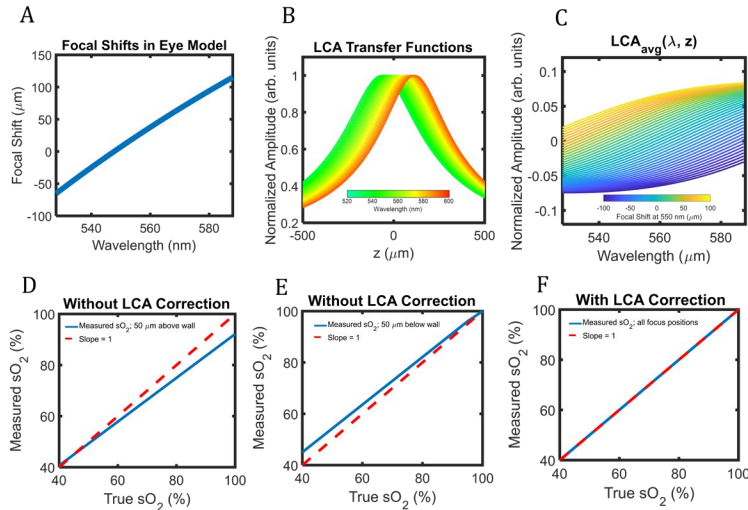 A
Focal Shifts in Eye Model
Focal Shift (μm)
150
100
50
0
-50
-100
540
560
580
Wavelength (nm)
B
LCA Transfer Functions
Normalized Amplitude (arb. units)
1
0.8
0.6
0.4
0.2
520
540
560
580
600
Wavelength (nm)
-500
0
500
z (μm)
C
LCAavg(λ, z)
Normalized Amplitude (arb. units)
0.1
0.05
0
-0.05
-0.1
-100
-50
0
50
100
Focal Shift at 550 nm (μm)
540
560
580
Wavelength (μm)
D
Without LCA Correction
Measured sO2 (%)
100
80
60
40
Measured sO2: 50 μm above wall
Slope = 1
40
60
80
100
True sO2 (%)
E
Without LCA Correction
Measured sO2 (%)
100
80
60
40
Measured sO2: 50 μm below wall
Slope = 1
40
60
80
100
True sO2 (%)
F
With LCA Correction
Measured sO2 (%)
100
80
60
40
Measured sO2: all focus positions
Slope = 1
40
60
80
100
True sO2 (%)